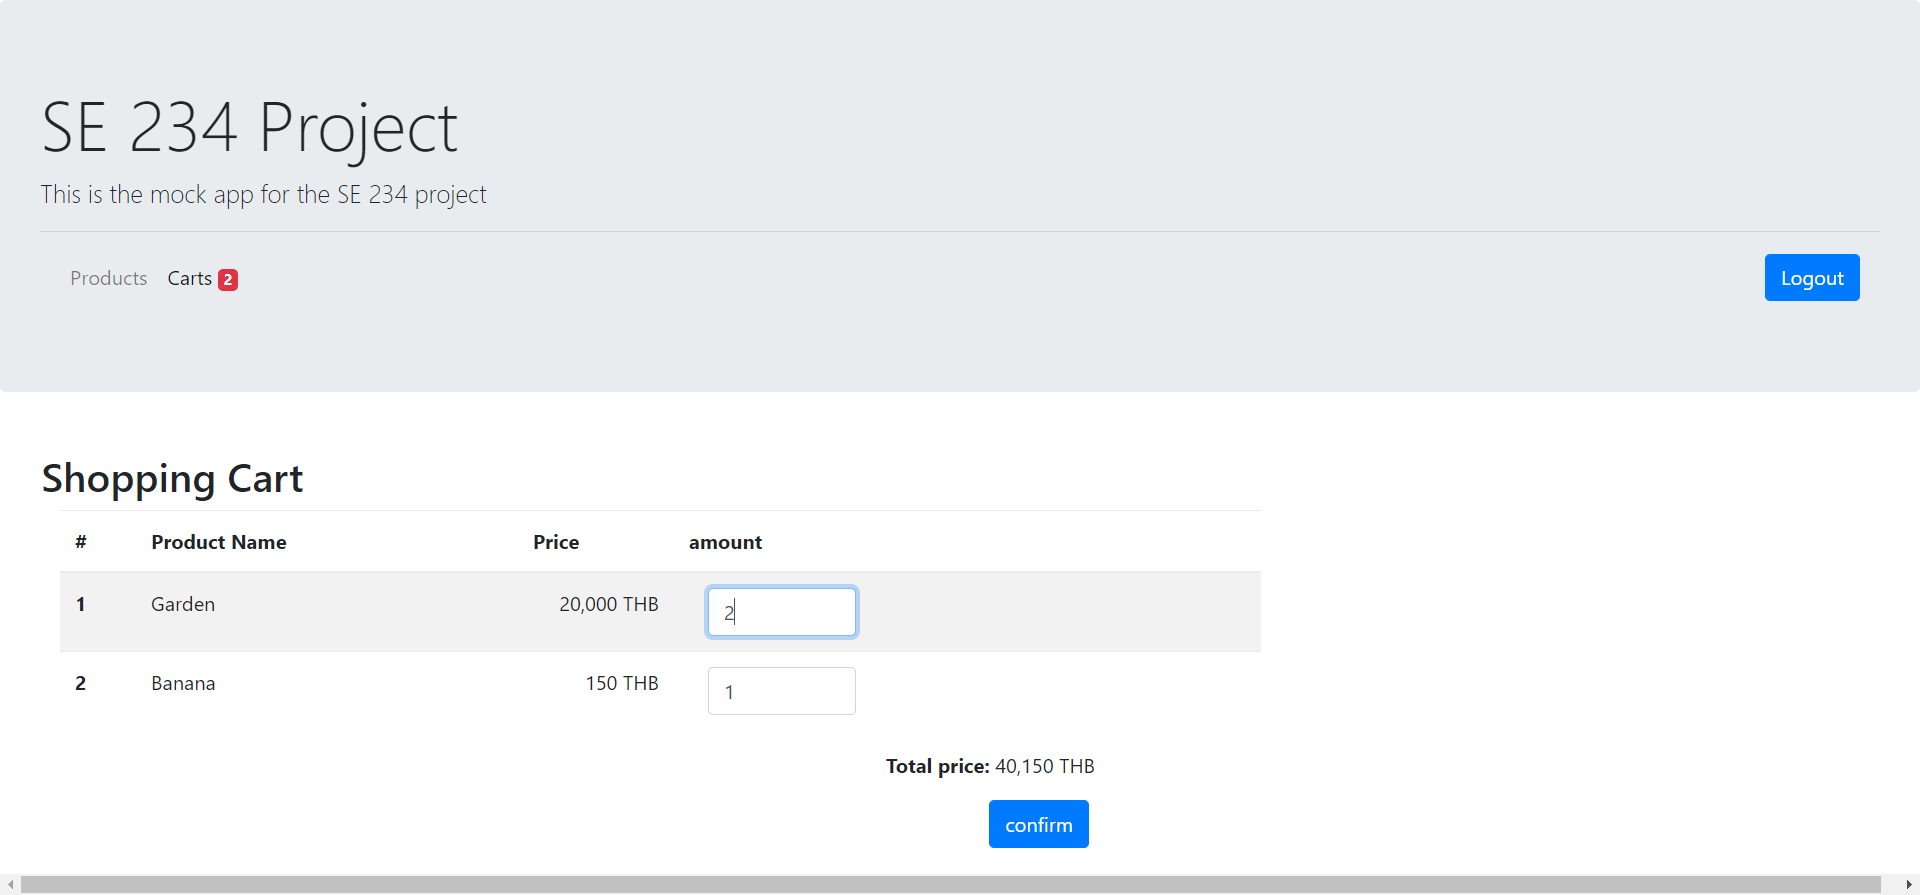 SE 234 Project
This is the mock app for the SE 234 project
Products Carts 2 Logout
Shopping Cart
# Product Name Price amount
1 Garden 20,000 THB 2
2 Banana 150 THB 1
Total price: 40,150 THB
confirm